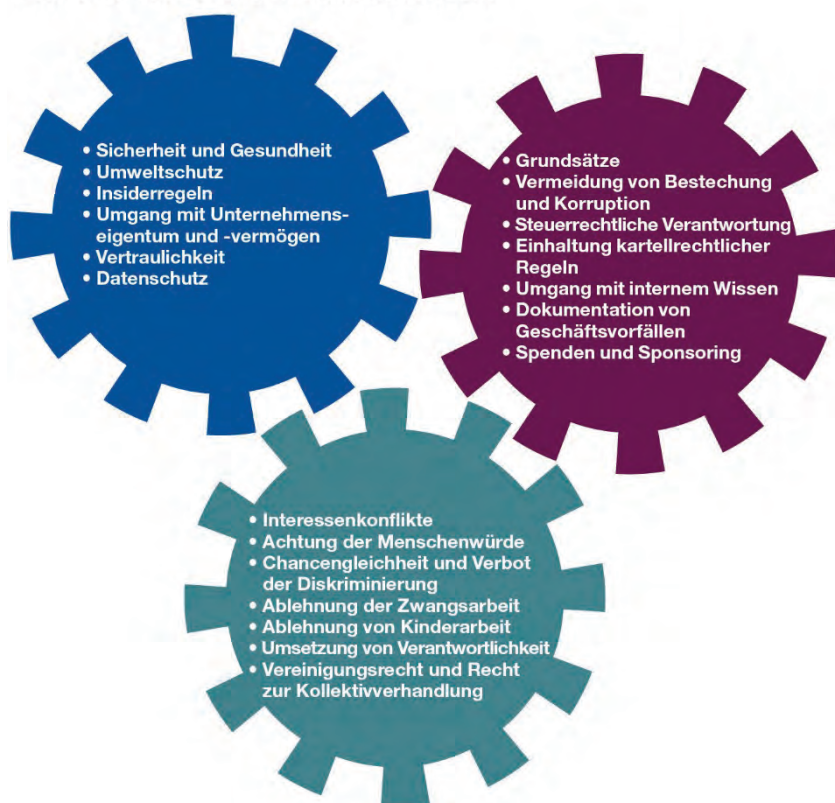 • Sicherheit und Gesundheit
• Umweltschutz
• Insiderregeln
• Umgang mit Unternehmens-
eigentum und -vermögen
• Vertraulichkeit
• Datenschutz
• Grundsätze
• Vermeidung von Bestechung
und Korruption
• Steuerrechtliche Verantwortung
• Einhaltung kartellrechtlicher
Regeln
• Umgang mit internem Wissen
• Dokumentation von
Geschäftsvorfällen
• Spenden und Sponsoring
• Interessenkonflikte
• Achtung der Menschenwürde
• Chancengleichheit und Verbot
der Diskriminierung
• Ablehnung der Zwangsarbeit
• Ablehnung von Kinderarbeit
• Umsetzung von Verantwortlichkeit
• Vereinigungsrecht und Recht
zur Kollektivverhandlung